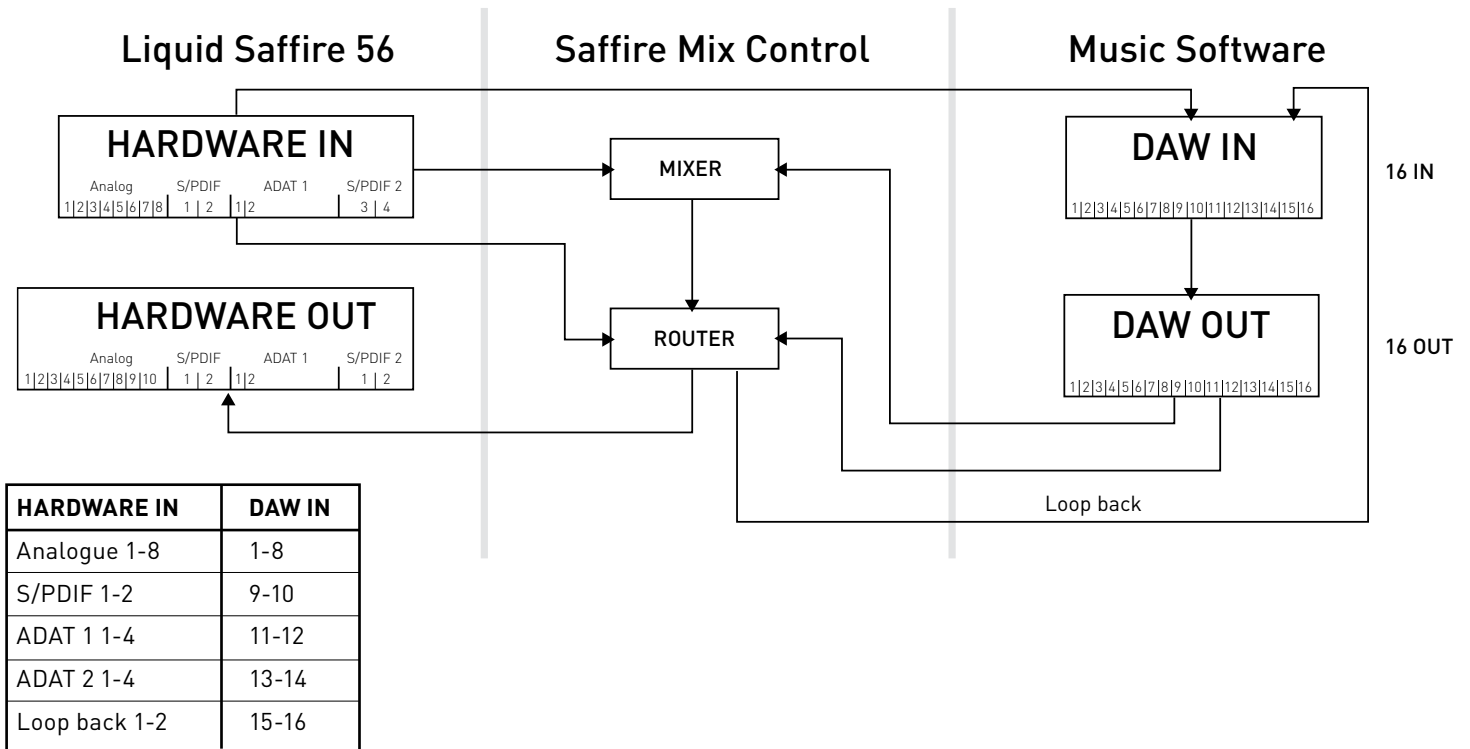 Liquid Saffire 56
Saffire Mix Control
Music Software
HARDWARE IN
Analog S/PDIF ADAT 1 S/PDIF 2
1|2|3|4|5|6|7|8| 1 | 2 |1|2 3 | 4
MIXER
DAW IN
1|2|3|4|5|6|7|8|9|10|11|12|13|14|15|16
16 IN
HARDWARE OUT
Analog S/PDIF ADAT 1 S/PDIF 2
1|2|3|4|5|6|7|8|9|10 | 1 | 2 |1|2 | 1 | 2
ROUTER
DAW OUT
1|2|3|4|5|6|7|8|9|10|11|12|13|14|15|16
16 OUT
Loop back
HARDWARE IN DAW IN
Analogue 1-8 1-8
S/PDIF 1-2 9-10
ADAT 1 1-4 11-12
ADAT 2 1-4 13-14
Loop back 1-2 15-16